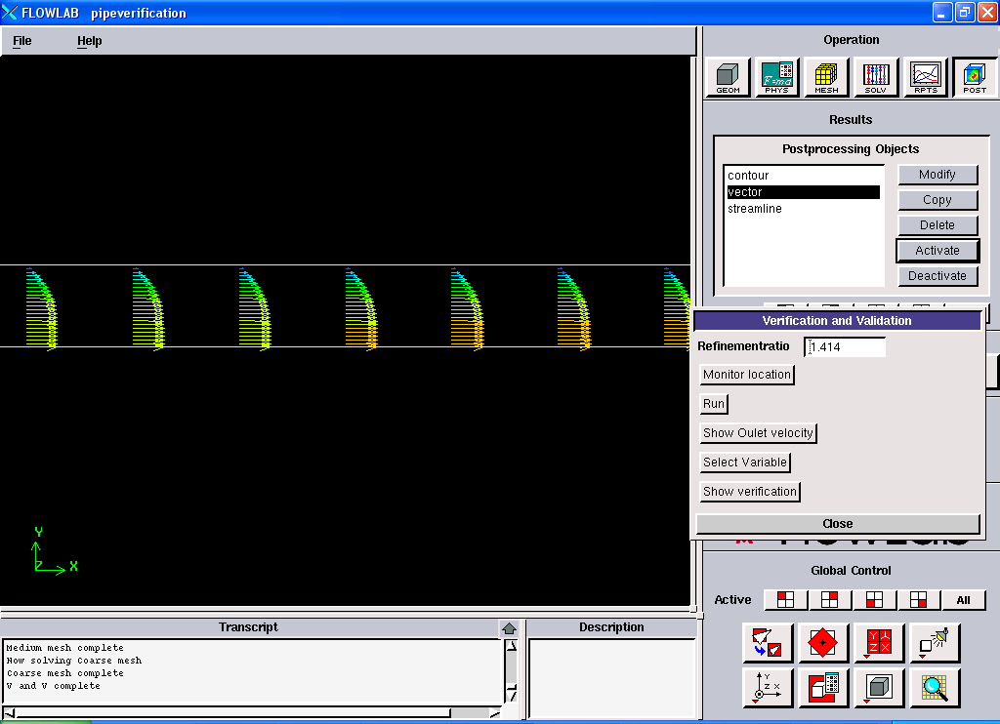 FLOWLAB pipeverification
File Help
Operation
GEOM PHYS MESH SOLV RPTS POST
F=ma
Results
Postprocessing Objects
contour
vector
streamline
Modify
Copy
Delete
Activate
Deactivate
Verification and Validation
Refinementratio 1.414
Monitor location
Run
Show Oulet velocity
Select Variable
Show verification
Close
Y
Z X
Global Control
Active All
Transcript
Medium mesh complete
Now solving Coarse mesh
Coarse mesh complete
V and V complete
Description
Y Z X
Y
Z X